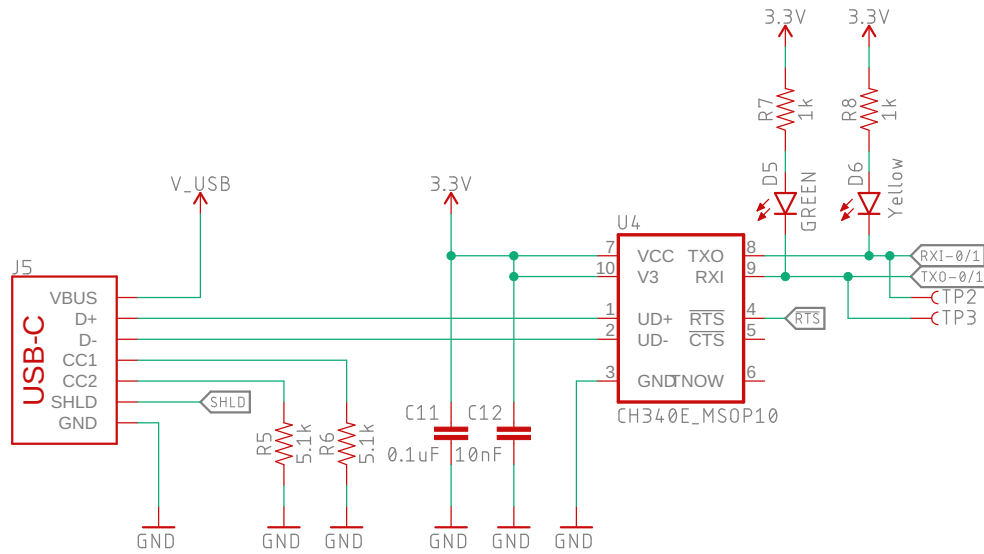 3.3V
3.3V
R7
1k
R8
1k
D5
GREEN
D6
Yellow
V_USB
3.3V
J5
USB-C
VBUS
D+
D-
CC1
CC2
SHLD
GND
SHLD
R5
5.1k
R6
5.1k
C11
0.1uF
C12
10nF
U4
7
VCC
TXO
8
10
V3
RXI
9
1
UD+
RTS
4
2
UD-
CTS
5
3
GND
TNOW
6
CH340E_MSOP10
RXI-0/1
TXO-0/1
TP2
TP3
RTS
GND
GND
GND
GND
GND
GND